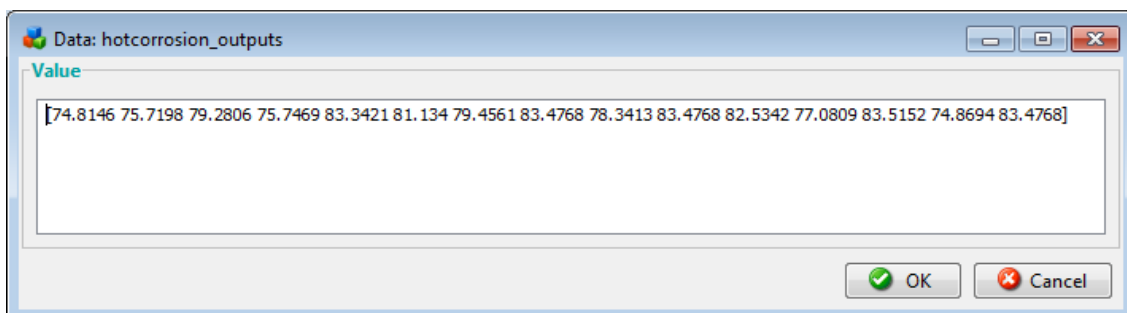 Data: hotcorrosion_outputs
Value
[74.8146 75.7198 79.2806 75.7469 83.3421 81.134 79.4561 83.4768 78.3413 83.4768 82.5342 77.0809 83.5152 74.8694 83.4768]
OK Cancel